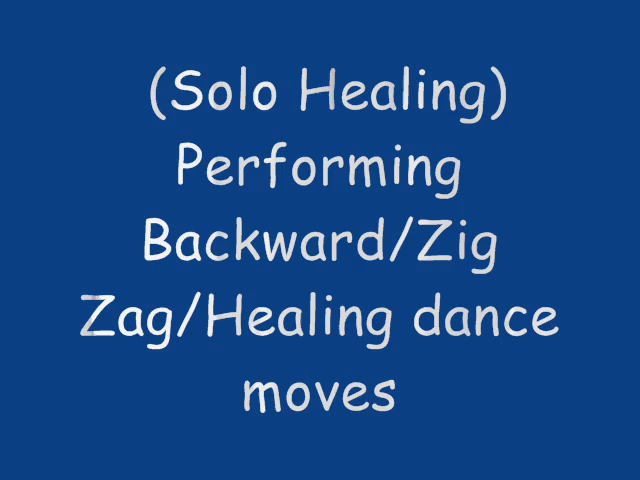 (Solo Healing)
Performing
Backward/Zig
Zag/Healing dance
moves